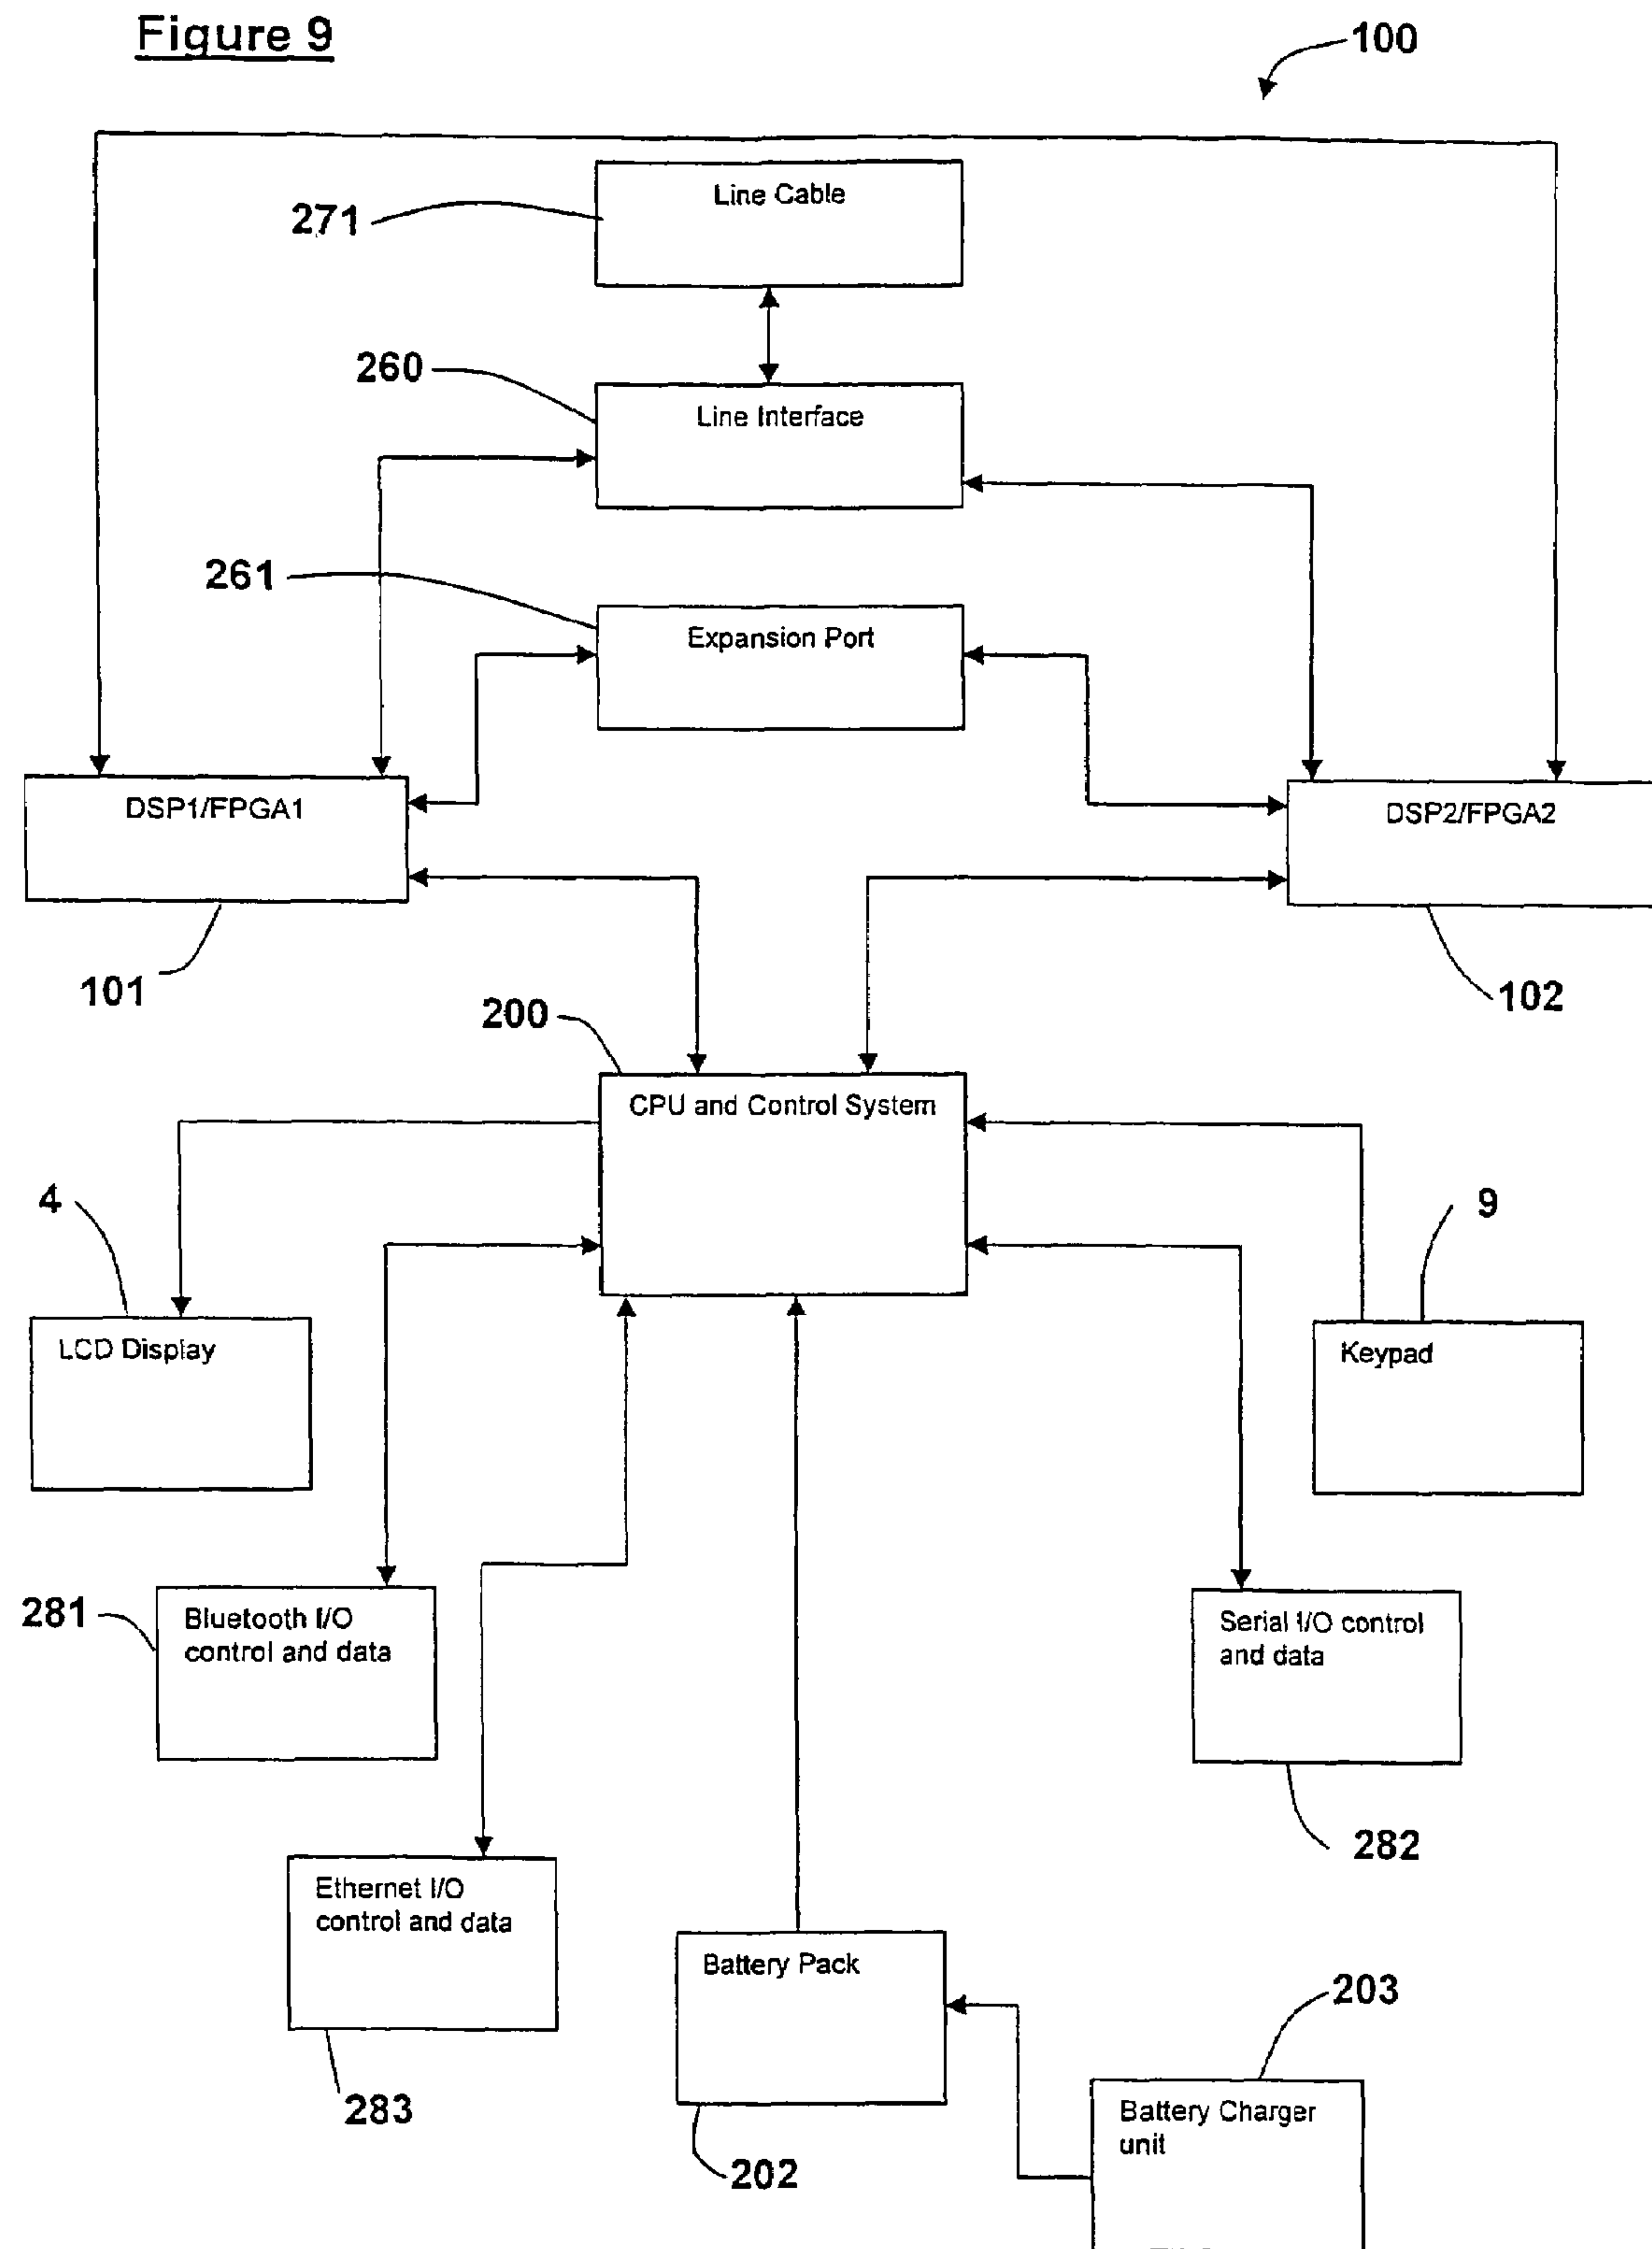 Figure 9
100
Line Cable
271
260
Line Interface
261
Expansion Port
DSP1/FPGA1
DSP2/FPGA2
101
102
200
CPU and Control System
4
9
LCD Display
Keypad
281
Bluetooth I/O
control and data
Serial I/O control
and data
282
Ethernet I/O
control and data
283
Battery Pack
202
203
Battery Charger
unit